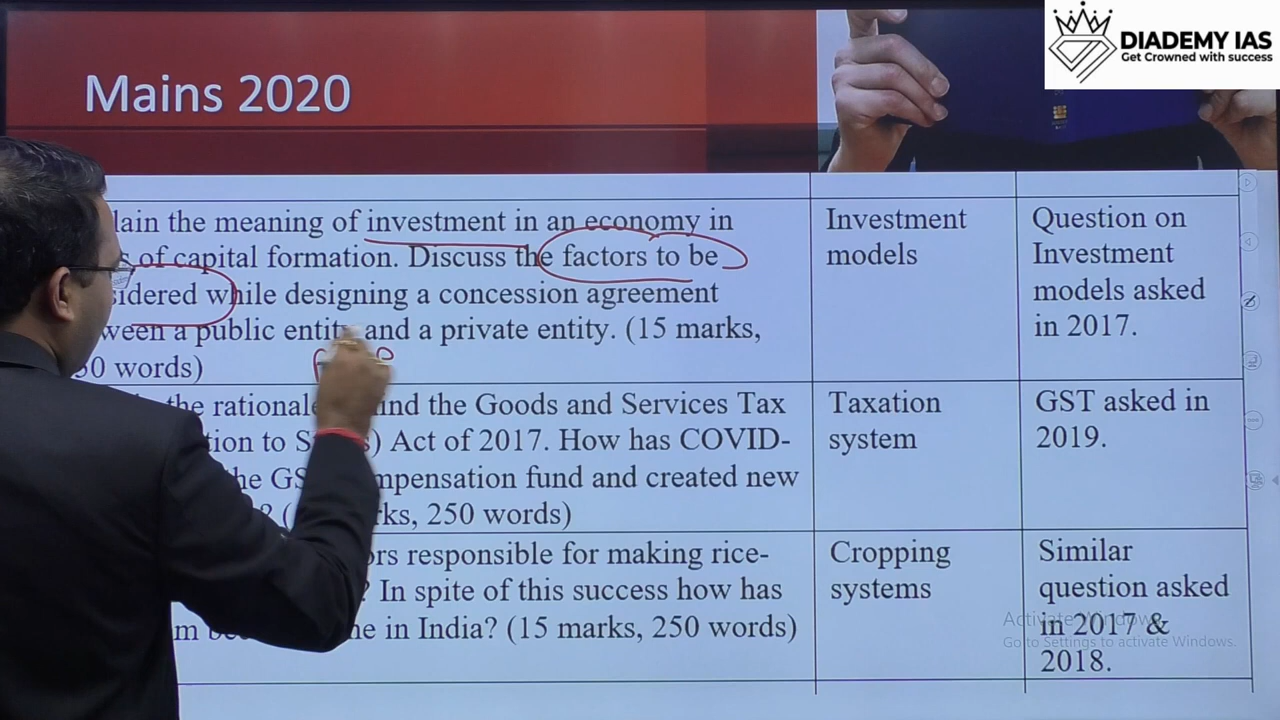 DIADEMY IAS
Get Crowned with success
Mains 2020
lain the meaning of investment in an economy in
of capital formation. Discuss the factors to be
sidered while designing a concession agreement
ween a public entity and a private entity. (15 marks,
50 words)
Investment
models
Question on
Investment
models asked
in 2017.
the rationale ind the Goods and Services Tax
tion to S s) Act of 2017. How has COVID-
he GS mpensation fund and created new
? ( rks, 250 words)
Taxation
system
GST asked in
2019.
ors responsible for making rice-
? In spite of this success how has
m be ne in India? (15 marks, 250 words)
Cropping
systems
Similar
question asked
in 2017 &
2018.
Activate Windows
Go to Settings to activate Windows.